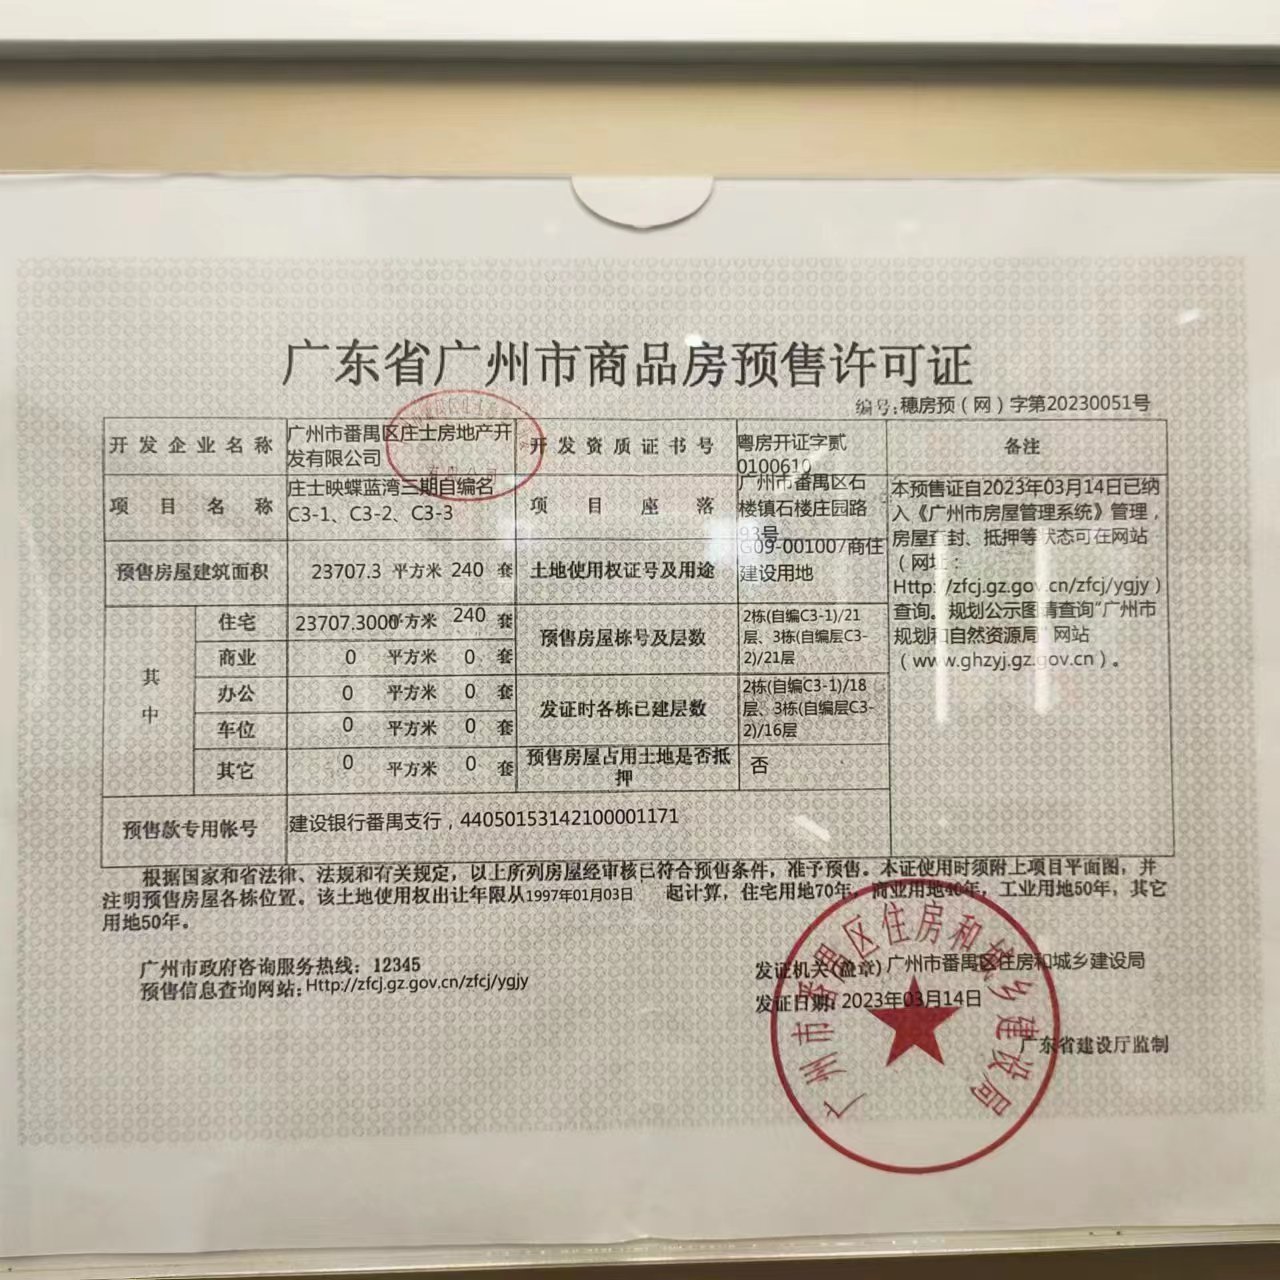 广东省广州市商品房预售许可证
编号:穗房预（网）字第20230051号
开发企业名称
广州市番禺区庄士房地产开
发有限公司
开发资质证书号
粤房开证字贰
0100610
备注
项目名称
庄士映蝶蓝湾三期自编名
C3-1、C3-2、C3-3
项目座落
广州市番禺区石
楼镇石楼庄园路
93号
本预售证自2023年03月14日已纳
入《广州市房屋管理系统》管理，
房屋查封、抵押等状态可在网站
（网址：
Http://zfcj.gz.gov.cn/zfcj/ygjy）
查询。规划公示图请查询"广州市
规划和自然资源局"网站
（www.ghzyj.gz.gov.cn）。
预售房屋建筑面积
23707.3 平方米 240 套
土地使用权证号及用途
G09-001007商住
建设用地
其中
住宅 23707.3000平方米 240 套
商业 0 平方米 0 套
办公 0 平方米 0 套
车位 0 平方米 0 套
其它 0 平方米 0 套
预售房屋栋号及层数
2栋(自编C3-1)/21
层、3栋(自编层C3-
2)/21层
发证时各栋已建层数
2栋(自编C3-1)/18
层、3栋(自编层C3-
2)/16层
预售房屋占用土地是否抵
押
否
预售款专用帐号
建设银行番禺支行，44050153142100001171
根据国家和省法律、法规和有关规定，以上所列房屋经审核已符合预售条件，准予预售。本证使用时须附上项目平面图，并
注明预售房屋各栋位置。该土地使用权出让年限从1997年01月03日 起计算，住宅用地70年，商业用地40年，工业用地50年，其它
用地50年。
广州市政府咨询服务热线：12345
预售信息查询网站:Http://zfcj.gz.gov.cn/zfcj/ygjy
发证机关(盖章)广州市番禺区住房和城乡建设局
发证日期:2023年03月14日
广东省建设厅监制
广州市番禺区住房和城乡建设局